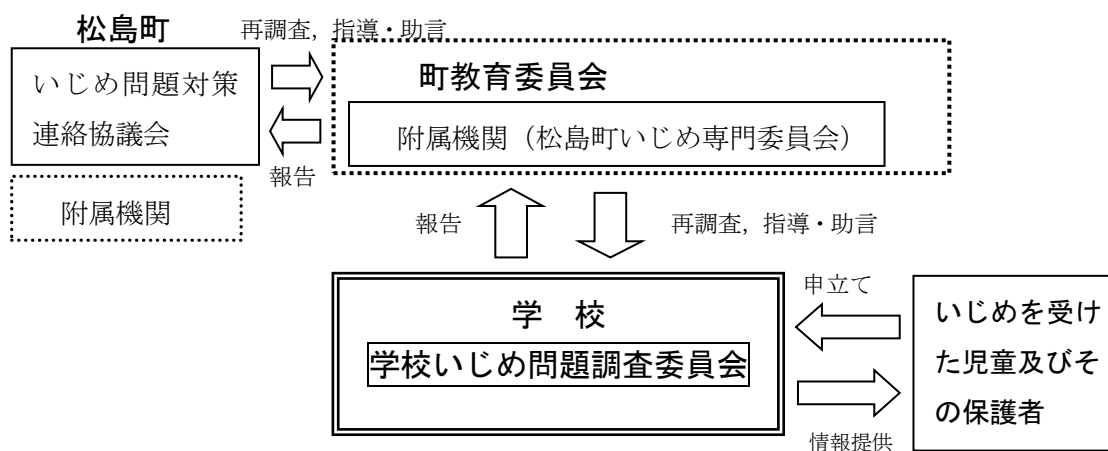 松島町
再調査，指導・助言
いじめ問題対策
連絡協議会
報告
附属機関
町教育委員会
附属機関（松島町いじめ専門委員会）
報告
再調査，指導・助言
学　校
学校いじめ問題調査委員会
申立て
情報提供
いじめを受け
た児童及びそ
の保護者